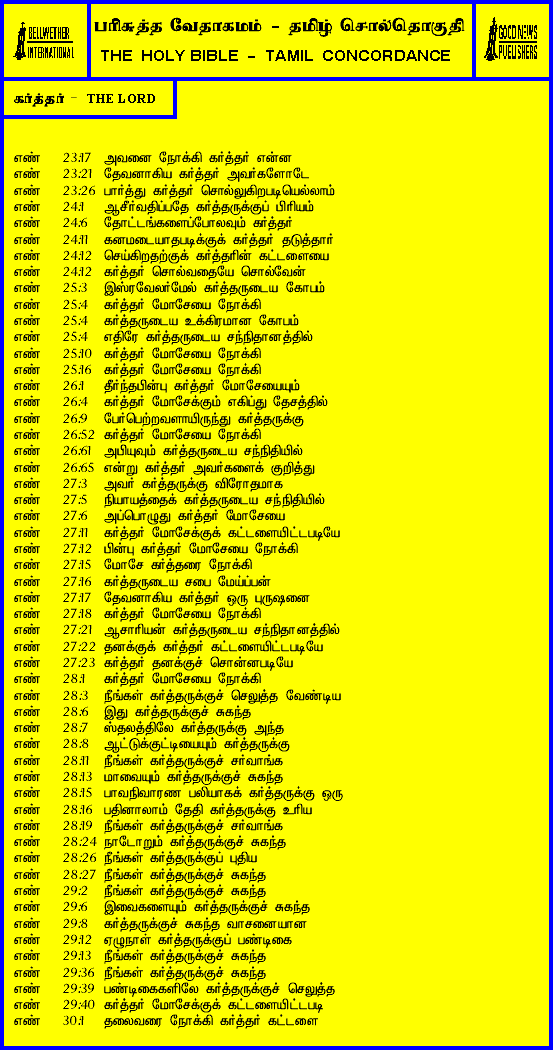 BELLWETHER
INTERNATIONAL
பரிசுத்த வேதாகமம் - தமிழ் சொல்தொகுதி
THE HOLY BIBLE - TAMIL CONCORDANCE
GOOD NEWS
PUBLISHERS
கர்த்தர் - THE LORD
எண் 23:17 அவனை நோக்கி கர்த்தர் என்ன
எண் 23:21 தேவனாகிய கர்த்தர் அவர்களோடே
எண் 23:26 பார்த்து கர்த்தர் சொல்லுகிறபடியெல்லாம்
எண் 24:1 ஆசீர்வதிப்பதே கர்த்தருக்குப் பிரியம்
எண் 24:6 தோட்டங்களைப்போலவும் கர்த்தர்
எண் 24:11 கனமடையாதபடிக்குக் கர்த்தர் தடுத்தார்
எண் 24:12 செய்கிறதற்குக் கர்த்தரின் கட்டளையை
எண் 24:12 கர்த்தர் சொல்வதையே சொல்வேன்
எண் 25:3 இஸ்ரவேலர்மேல் கர்த்தருடைய கோபம்
எண் 25:4 கர்த்தர் மோசேயை நோக்கி
எண் 25:4 கர்த்தருடைய உக்கிரமான கோபம்
எண் 25:4 எதிரே கர்த்தருடைய சந்நிதானத்தில்
எண் 25:10 கர்த்தர் மோசேயை நோக்கி
எண் 25:16 கர்த்தர் மோசேயை நோக்கி
எண் 26:1 தீர்ந்தபின்பு கர்த்தர் மோசேயையும்
எண் 26:4 கர்த்தர் மோசேக்கும் எகிப்து தேசத்தில்
எண் 26:9 பேர்பெற்றவளாயிருந்து கர்த்தருக்கு
எண் 26:52 கர்த்தர் மோசேயை நோக்கி
எண் 26:61 அபியுவும் கர்த்தருடைய சந்நிதியில்
எண் 26:65 என்று கர்த்தர் அவர்களைக் குறித்து
எண் 27:3 அவர் கர்த்தருக்கு விரோதமாக
எண் 27:5 நியாயத்தைக் கர்த்தருடைய சந்நிதியில்
எண் 27:6 அப்பொழுது கர்த்தர் மோசேயை
எண் 27:11 கர்த்தர் மோசேக்குக் கட்டளையிட்டபடியே
எண் 27:12 பின்பு கர்த்தர் மோசேயை நோக்கி
எண் 27:15 மோசே கர்த்தரை நோக்கி
எண் 27:16 கர்த்தருடைய சபை மேய்ப்பன்
எண் 27:17 தேவனாகிய கர்த்தர் ஒரு புருஷனை
எண் 27:18 கர்த்தர் மோசேயை நோக்கி
எண் 27:21 ஆசாரியன் கர்த்தருடைய சந்நிதானத்தில்
எண் 27:22 தனக்குக் கர்த்தர் கட்டளையிட்டபடியே
எண் 27:23 கர்த்தர் தனக்குச் சொன்னபடியே
எண் 28:1 கர்த்தர் மோசேயை நோக்கி
எண் 28:3 நீங்கள் கர்த்தருக்குச் செலுத்த வேண்டிய
எண் 28:6 இது கர்த்தருக்குச் சுகந்த
எண் 28:7 ஸ்தலத்திலே கர்த்தருக்கு அந்த
எண் 28:8 ஆட்டுக்குட்டியையும் கர்த்தருக்கு
எண் 28:11 நீங்கள் கர்த்தருக்குச் சர்வாங்க
எண் 28:13 மாவையும் கர்த்தருக்குச் சுகந்த
எண் 28:15 பாவநிவாரண பலியாகக் கர்த்தருக்கு ஒரு
எண் 28:16 பதினாலாம் தேதி கர்த்தருக்கு உரிய
எண் 28:19 நீங்கள் கர்த்தருக்குச் சர்வாங்க
எண் 28:24 நாடோறும் கர்த்தருக்குச் சுகந்த
எண் 28:26 நீங்கள் கர்த்தருக்குப் புதிய
எண் 28:27 நீங்கள் கர்த்தருக்குச் சுகந்த
எண் 29:2 நீங்கள் கர்த்தருக்குச் சுகந்த
எண் 29:6 இவைகளையும் கர்த்தருக்குச் சுகந்த
எண் 29:8 கர்த்தருக்குச் சுகந்த வாசனையான
எண் 29:12 ஏழுநாள் கர்த்தருக்குப் பண்டிகை
எண் 29:13 நீங்கள் கர்த்தருக்குச் சுகந்த
எண் 29:36 நீங்கள் கர்த்தருக்குச் சுகந்த
எண் 29:39 பண்டிகைகளிலே கர்த்தருக்குச் செலுத்த
எண் 29:40 கர்த்தர் மோசேக்குக் கட்டளையிட்டபடி
எண் 30:1 தலைவரை நோக்கி கர்த்தர் கட்டளை